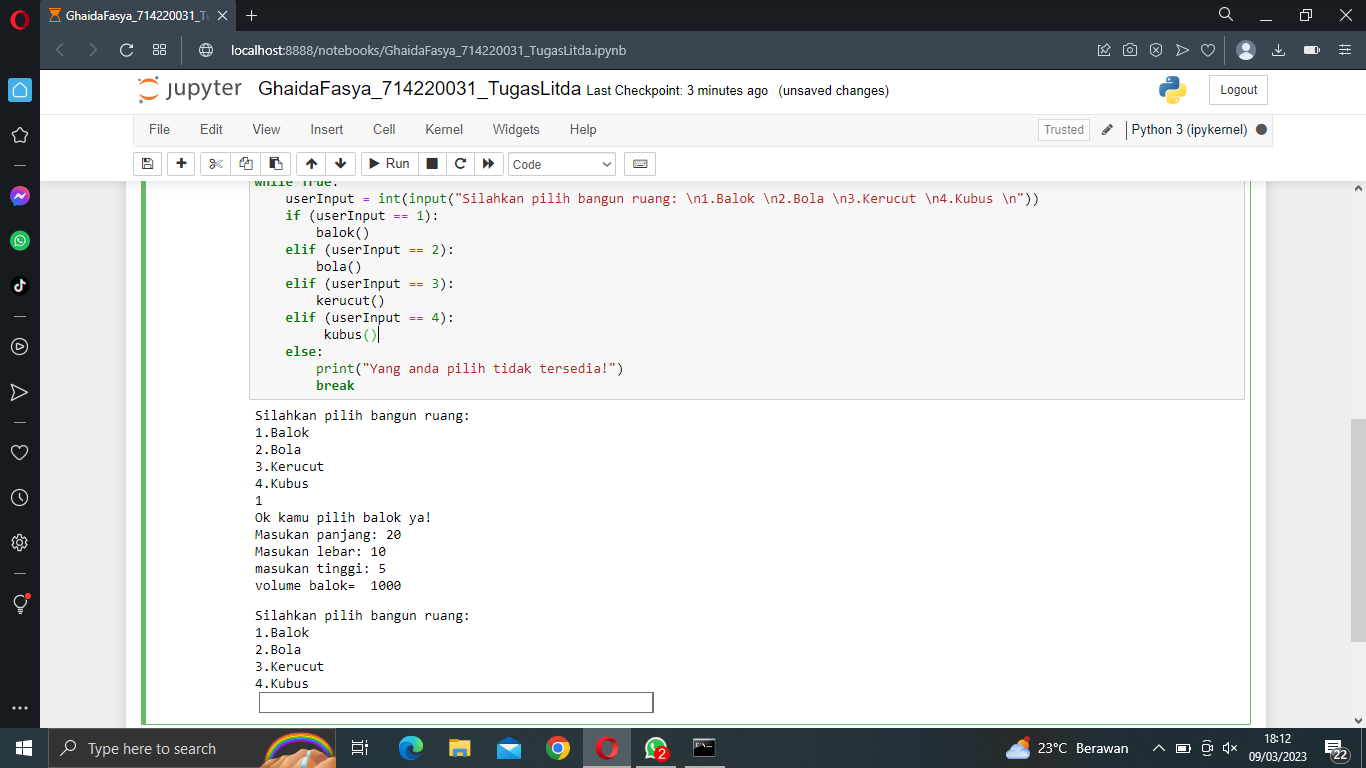 GhaidaFasya_714220031_Tu
localhost:8888/notebooks/GhaidaFasya_714220031_TugasLitda.ipynb
jupyter GhaidaFasya_714220031_TugasLitda Last Checkpoint: 3 minutes ago (unsaved changes)
Logout
File Edit View Insert Cell Kernel Widgets Help
Trusted Python 3 (ipykernel)
Run Code
while True:
userInput = int(input("Silahkan pilih bangun ruang: \n1.Balok \n2.Bola \n3.Kerucut \n4.Kubus \n"))
if (userInput == 1):
balok()
elif (userInput == 2):
bola()
elif (userInput == 3):
kerucut()
elif (userInput == 4):
kubus()
else:
print("Yang anda pilih tidak tersedia!")
break
Silahkan pilih bangun ruang:
1.Balok
2.Bola
3.Kerucut
4.Kubus
1
Ok kamu pilih balok ya!
Masukan panjang: 20
Masukan lebar: 10
masukan tinggi: 5
volume balok=  1000
Silahkan pilih bangun ruang:
1.Balok
2.Bola
3.Kerucut
4.Kubus
Type here to search
2
23°C Berawan
18:12
09/03/2023
22